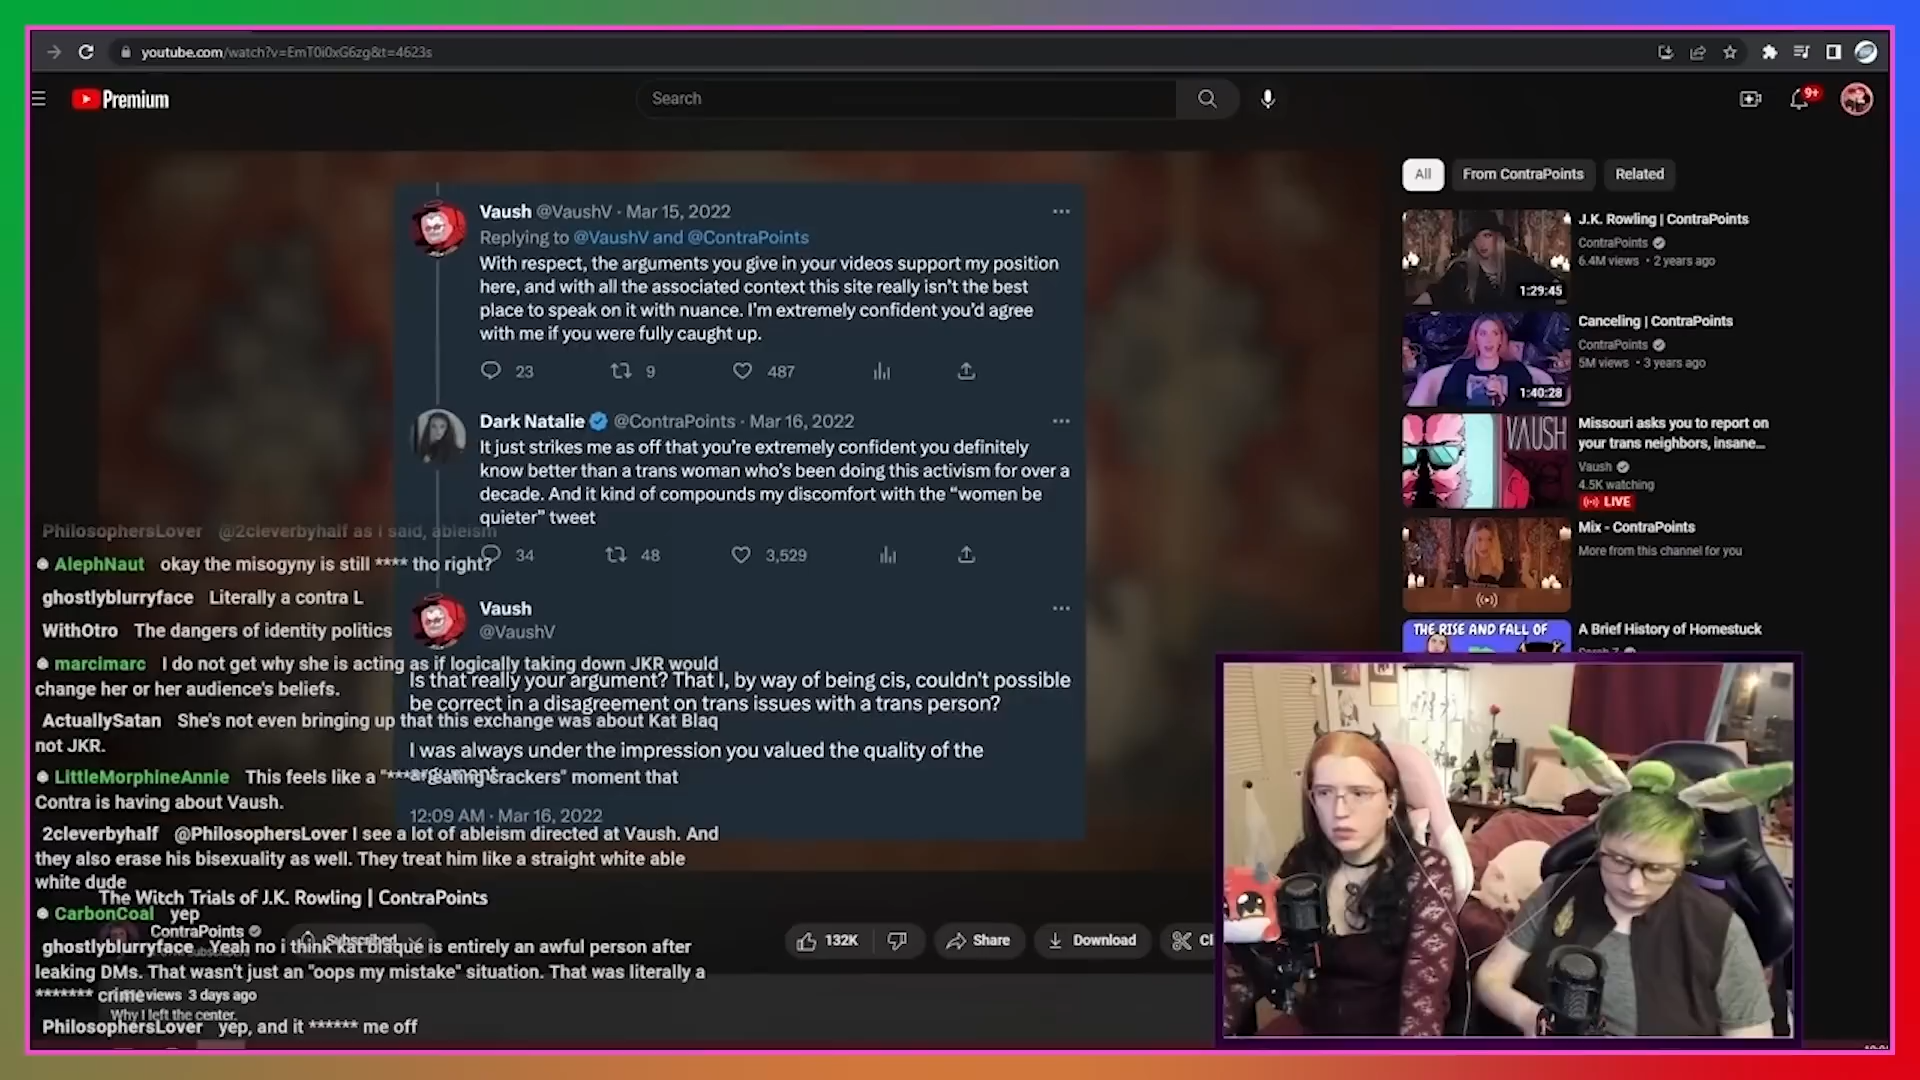 youtube.com/watch?v=EmT0i0xG6zg&t=4623s
Premium
Search
9+
All
From ContraPoints
Related
Vaush @VaushV · Mar 15, 2022
Replying to @VaushV and @ContraPoints
With respect, the arguments you give in your videos support my position
here, and with all the associated context this site really isn't the best
place to speak on it with nuance. I'm extremely confident you'd agree
with me if you were fully caught up.
23
9
487
Dark Natalie @ContraPoints · Mar 16, 2022
It just strikes me as off that you're extremely confident you definitely
know better than a trans woman who's been doing this activism for over a
decade. And it kind of compounds my discomfort with the "women be
quieter" tweet
34
48
3,529
Vaush
@VaushV
Is that really your argument? That I, by way of being cis, couldn't possible
be correct in a disagreement on trans issues with a trans person?
I was always under the impression you valued the quality of the
argument.
12:09 AM · Mar 16, 2022
PhilosophersLover @2cleverbyhalf as I said, ableism
AlephNaut okay the misogyny is still **** tho right?
ghostlyblurryface Literally a contra L
WithOtro The dangers of identity politics
marcimarc I do not get why she is acting as if logically taking down JKR would
change her or her audience's beliefs.
ActuallySatan She's not even bringing up that this exchange was about Kat Blaq
not JKR.
LittleMorphineAnnie This feels like a "***** eating crackers" moment that
Contra is having about Vaush.
2cleverbyhalf @PhilosophersLover I see a lot of ableism directed at Vaush. And
they also erase his bisexuality as well. They treat him like a straight white able
white dude
CarbonCoal yep
ghostlyblurryface Yeah no i think kat blaque is entirely an awful person after
leaking DMs. That wasn't just an "oops my mistake" situation. That was literally a
******* crime
PhilosophersLover yep, and it ****** me off
The Witch Trials of J.K. Rowling | ContraPoints
ContraPoints
Subscribed
132K
Share
Download
views 3 days ago
Why I left the center.
J.K. Rowling | ContraPoints
ContraPoints
6.4M views · 2 years ago
1:29:45
Canceling | ContraPoints
ContraPoints
5M views · 3 years ago
1:40:28
VAUSH
Missouri asks you to report on
your trans neighbors, insane...
Vaush
4.5K watching
LIVE
Mix - ContraPoints
More from this channel for you
THE RISE AND FALL OF
A Brief History of Homestuck